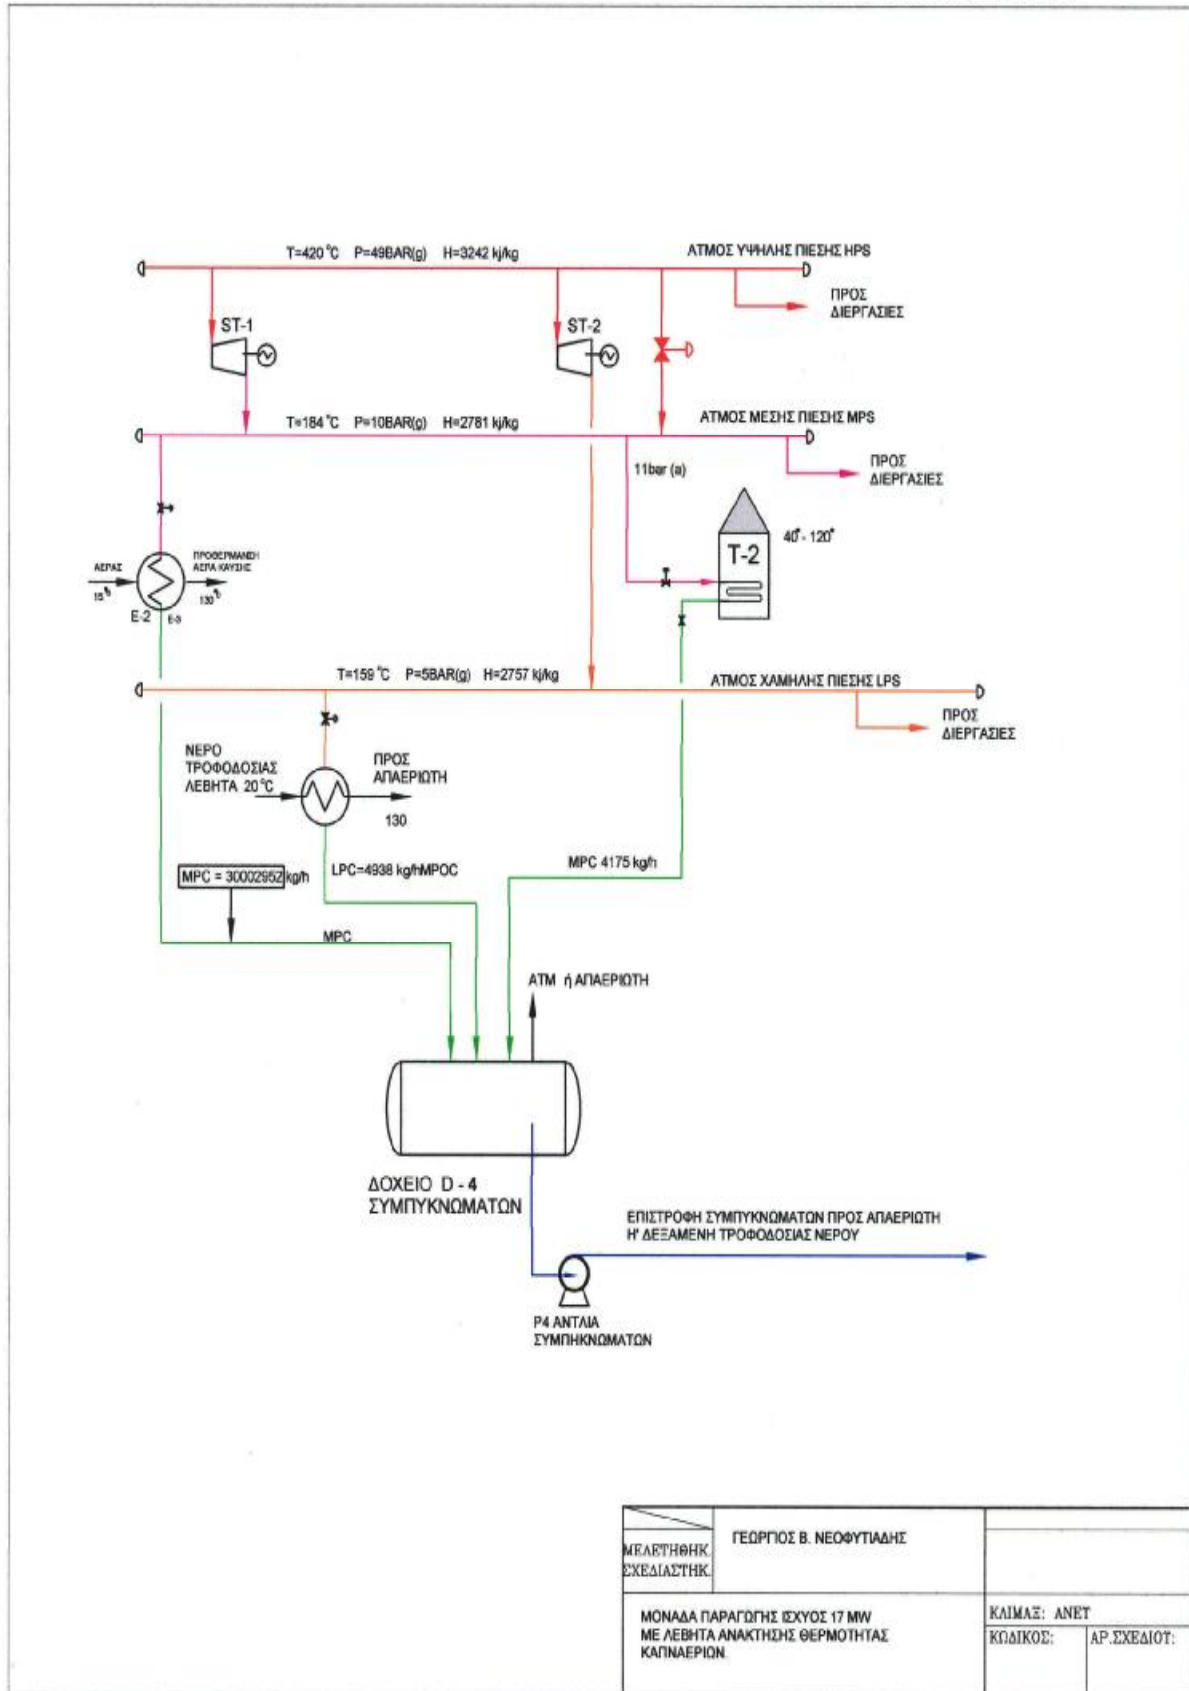 T=420 °C P=49BAR(g) H=3242 kj/kg
ΑΤΜΟΣ ΥΨΗΛΗΣ ΠΙΕΣΗΣ HPS
ΠΡΟΣ
ΔΙΕΡΓΑΣΙΕΣ
ST-1
ST-2
T=184 °C P=10BAR(g) H=2781 kj/kg
ΑΤΜΟΣ ΜΕΣΗΣ ΠΙΕΣΗΣ MPS
11bar (a)
ΠΡΟΣ
ΔΙΕΡΓΑΣΙΕΣ
40° - 120°
T-2
ΑΕΡΑΣ
15°
ΠΡΟΘΕΡΜΑΝΣΗ
ΑΕΡΑ ΚΑΥΣΗΣ
130°
E-2
E-3
T=159 °C P=5BAR(g) H=2757 kj/kg
ΑΤΜΟΣ ΧΑΜΗΛΗΣ ΠΙΕΣΗΣ LPS
ΠΡΟΣ
ΔΙΕΡΓΑΣΙΕΣ
ΝΕΡΟ
ΤΡΟΦΟΔΟΣΙΑΣ
ΛΕΒΗΤΑ 20 °C
ΠΡΟΣ
ΑΠΑΕΡΙΩΤΗ
130
MPC = 30002952 kg/h
LPC=4938 kg/hMPOC
MPC 4175 kg/h
MPC
ATM ή ΑΠΑΕΡΙΩΤΗ
ΔΟΧΕΙΟ D - 4
ΣΥΜΠΥΚΝΩΜΑΤΩΝ
ΕΠΙΣΤΡΟΦΗ ΣΥΜΠΥΚΝΩΜΑΤΩΝ ΠΡΟΣ ΑΠΑΕΡΙΩΤΗ
Η' ΔΕΞΑΜΕΝΗ ΤΡΟΦΟΔΟΣΙΑΣ ΝΕΡΟΥ
P4 ΑΝΤΛΙΑ
ΣΥΜΠΗΚΝΩΜΑΤΩΝ
ΜΕΛΕΤΗΘΗΚ.
ΣΧΕΔΙΑΣΤΗΚ.
ΓΕΩΡΓΙΟΣ Β. ΝΕΟΦΥΤΙΑΔΗΣ
ΜΟΝΑΔΑ ΠΑΡΑΓΩΓΗΣ ΙΣΧΥΟΣ 17 MW
ΜΕ ΛΕΒΗΤΑ ΑΝΑΚΤΗΣΗΣ ΘΕΡΜΟΤΗΤΑΣ
ΚΑΠΝΑΕΡΙΩΝ
ΚΛΙΜΑΞ: ΑΝΕΤ
ΚΩΔΙΚΟΣ:
ΑΡ.ΣΧΕΔΙΟΥ: